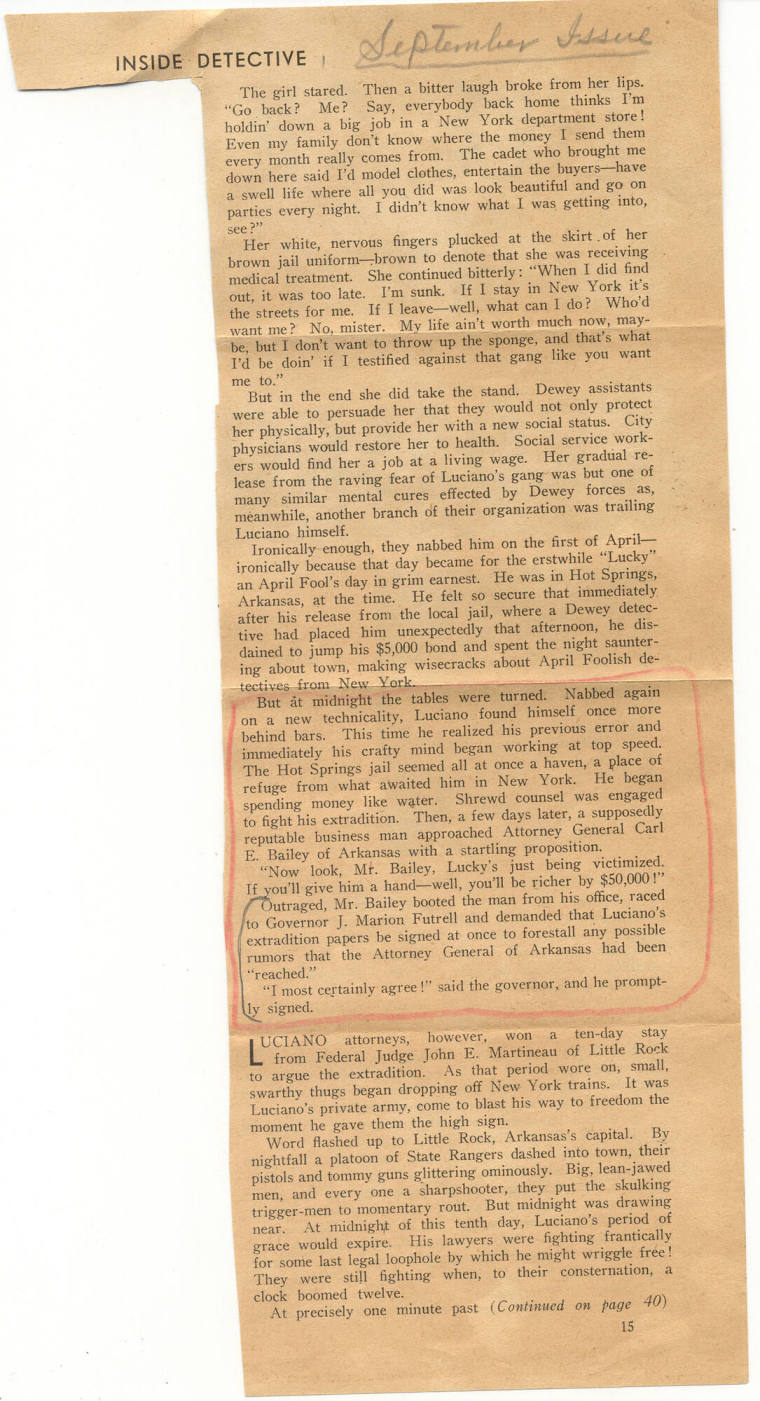 INSIDE DETECTIVE
September Issue
The girl stared. Then a bitter laugh broke from her lips.
"Go back? Me? Say, everybody back home thinks I'm
holdin' down a big job in a New York department store!
Even my family don't know where the money I send them
every month really comes from. The cadet who brought me
down here said I'd model clothes, entertain the buyers—have
a swell life where all you did was look beautiful and go on
parties every night. I didn't know what I was getting into,
see?"
Her white, nervous fingers plucked at the skirt of her
brown jail uniform—brown to denote that she was receiving
medical treatment. She continued bitterly: "When I did find
out, it was too late. I'm sunk. If I stay in New York it's
the streets for me. If I leave—well, what can I do? Who'd
want me? No, mister. My life ain't worth much now, may-
be, but I don't want to throw up the sponge, and that's what
I'd be doin' if I testified against that gang like you want
me to."
But in the end she did take the stand. Dewey assistants
were able to persuade her that they would not only protect
her physically, but provide her with a new social status. City
physicians would restore her to health. Social service work-
ers would find her a job at a living wage. Her gradual re-
lease from the raving fear of Luciano's gang was but one of
many similar mental cures effected by Dewey forces as,
meanwhile, another branch of their organization was trailing
Luciano himself.
Ironically enough, they nabbed him on the first of April—
ironically because that day became for the erstwhile "Lucky"
an April Fool's day in grim earnest. He was in Hot Springs,
Arkansas, at the time. He felt so secure that immediately
after his release from the local jail, where a Dewey detec-
tive had placed him unexpectedly that afternoon, he dis-
dained to jump his $5,000 bond and spent the night saunter-
ing about town, making wisecracks about April Foolish de-
tectives from New York.
But at midnight the tables were turned. Nabbed again
on a new technicality, Luciano found himself once more
behind bars. This time he realized his previous error and
immediately his crafty mind began working at top speed.
The Hot Springs jail seemed all at once a haven, a place of
refuge from what awaited him in New York. He began
spending money like water. Shrewd counsel was engaged
to fight his extradition. Then, a few days later, a supposedly
reputable business man approached Attorney General Carl
E. Bailey of Arkansas with a startling proposition.
"Now look, Mr. Bailey, Lucky's just being victimized.
If you'll give him a hand—well, you'll be richer by $50,000!"
Outraged, Mr. Bailey booted the man from his office, raced
to Governor J. Marion Futrell and demanded that Luciano's
extradition papers be signed at once to forestall any possible
rumors that the Attorney General of Arkansas had been
"reached."
"I most certainly agree!" said the governor, and he prompt-
ly signed.
LUCIANO attorneys, however, won a ten-day stay
from Federal Judge John E. Martineau of Little Rock
to argue the extradition. As that period wore on, small,
swarthy thugs began dropping off New York trains. It was
Luciano's private army, come to blast his way to freedom the
moment he gave them the high sign.
Word flashed up to Little Rock, Arkansas's capital. By
nightfall a platoon of State Rangers dashed into town, their
pistols and tommy guns glittering ominously. Big, lean-jawed
men, and every one a sharpshooter, they put the skulking
trigger-men to momentary rout. But midnight was drawing
near. At midnight of this tenth day, Luciano's period of
grace would expire. His lawyers were fighting frantically
for some last legal loophole by which he might wriggle free!
They were still fighting when, to their consternation, a
clock boomed twelve.
At precisely one minute past (Continued on page 40)
15